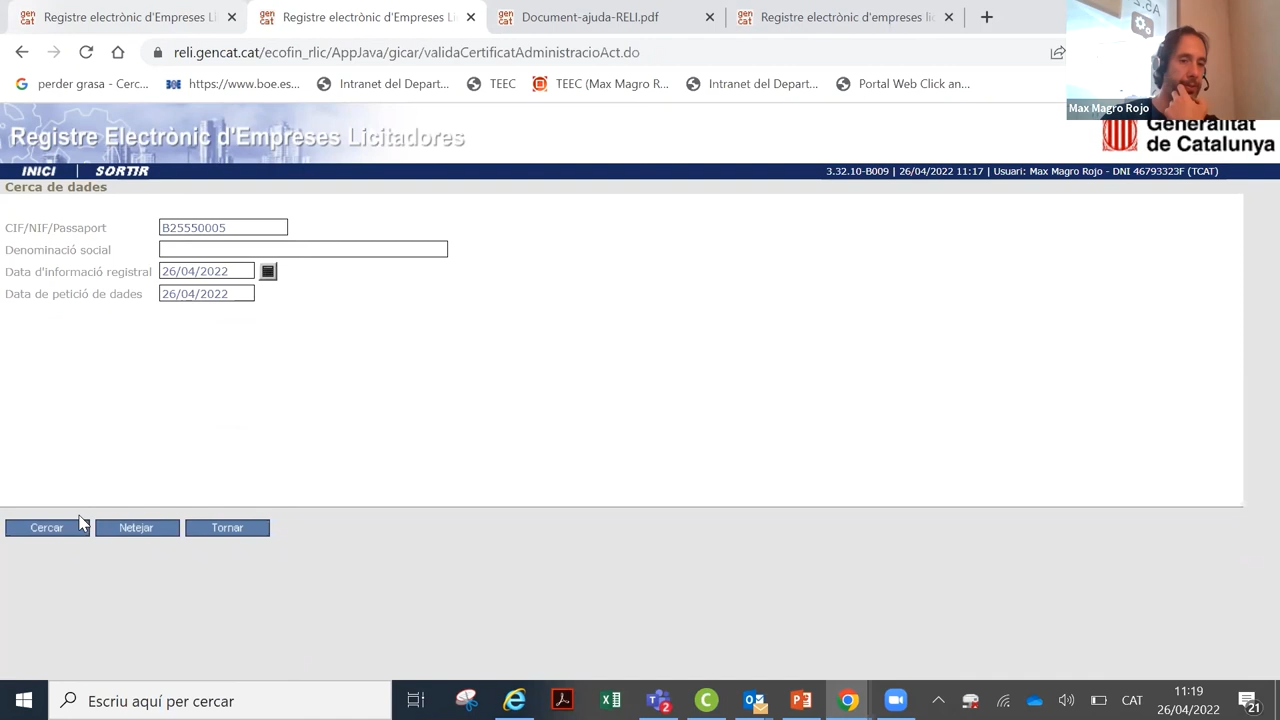 Registre electrònic d'Empreses Li
Registre electrònic d'Empreses Li
Document-ajuda-RELI.pdf
Registre electrònic d'empreses lic
reli.gencat.cat/ecofin_rlic/AppJava/gicar/validaCertificatAdministracioAct.do
perder grasa - Cerc...
https://www.boe.es...
Intranet del Depart...
TEEC
TEEC (Max Magro R...
Intranet del Depart...
Portal Web Click an...
Max Magro Rojo
Registre Electrònic d'Empreses Licitadores
Generalitat
de Catalunya
INICI | SORTIR
3.32.10-B009 | 26/04/2022 11:17 | Usuari: Max Magro Rojo - DNI 46793323F (TCAT)
Cerca de dades
CIF/NIF/Passaport B25550005
Denominació social
Data d'informació registral 26/04/2022
Data de petició de dades 26/04/2022
Cercar Netejar Tornar
Escriu aquí per cercar
CAT
11:19
26/04/2022
21